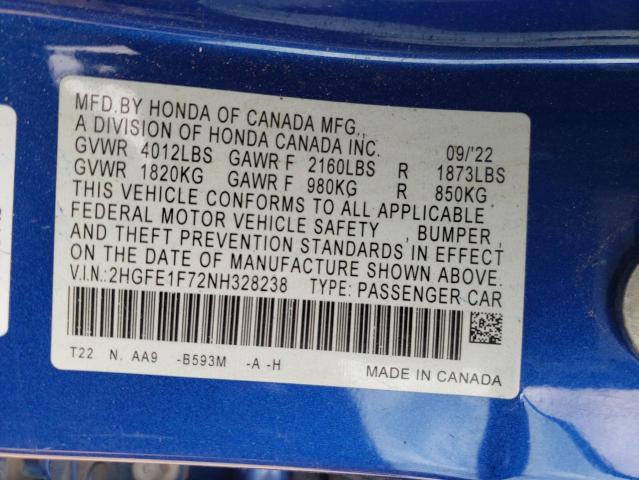 MFD.BY HONDA OF CANADA MFG.,
A DIVISION OF HONDA CANADA INC. 09/'22
GVWR 4012LBS GAWR F 2160LBS R 1873LBS
GVWR 1820KG GAWR F 980KG R 850KG
THIS VEHICLE CONFORMS TO ALL APPLICABLE
FEDERAL MOTOR VEHICLE SAFETY , BUMPER,
AND THEFT PREVENTION STANDARDS IN EFFECT
ON THE DATE OF MANUFACTURE SHOWN ABOVE.
V.I.N.:2HGFE1F72NH328238 TYPE: PASSENGER CAR
T22 N. AA9 -B593M -A -H
MADE IN CANADA